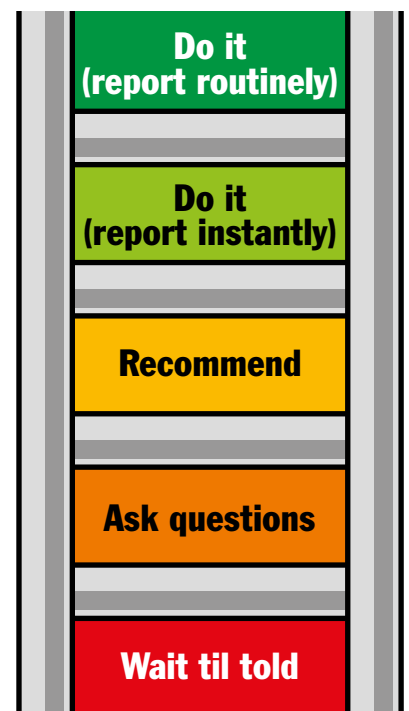 Do it
(report routinely)
Do it
(report instantly)
Recommend
Ask questions
Wait til told